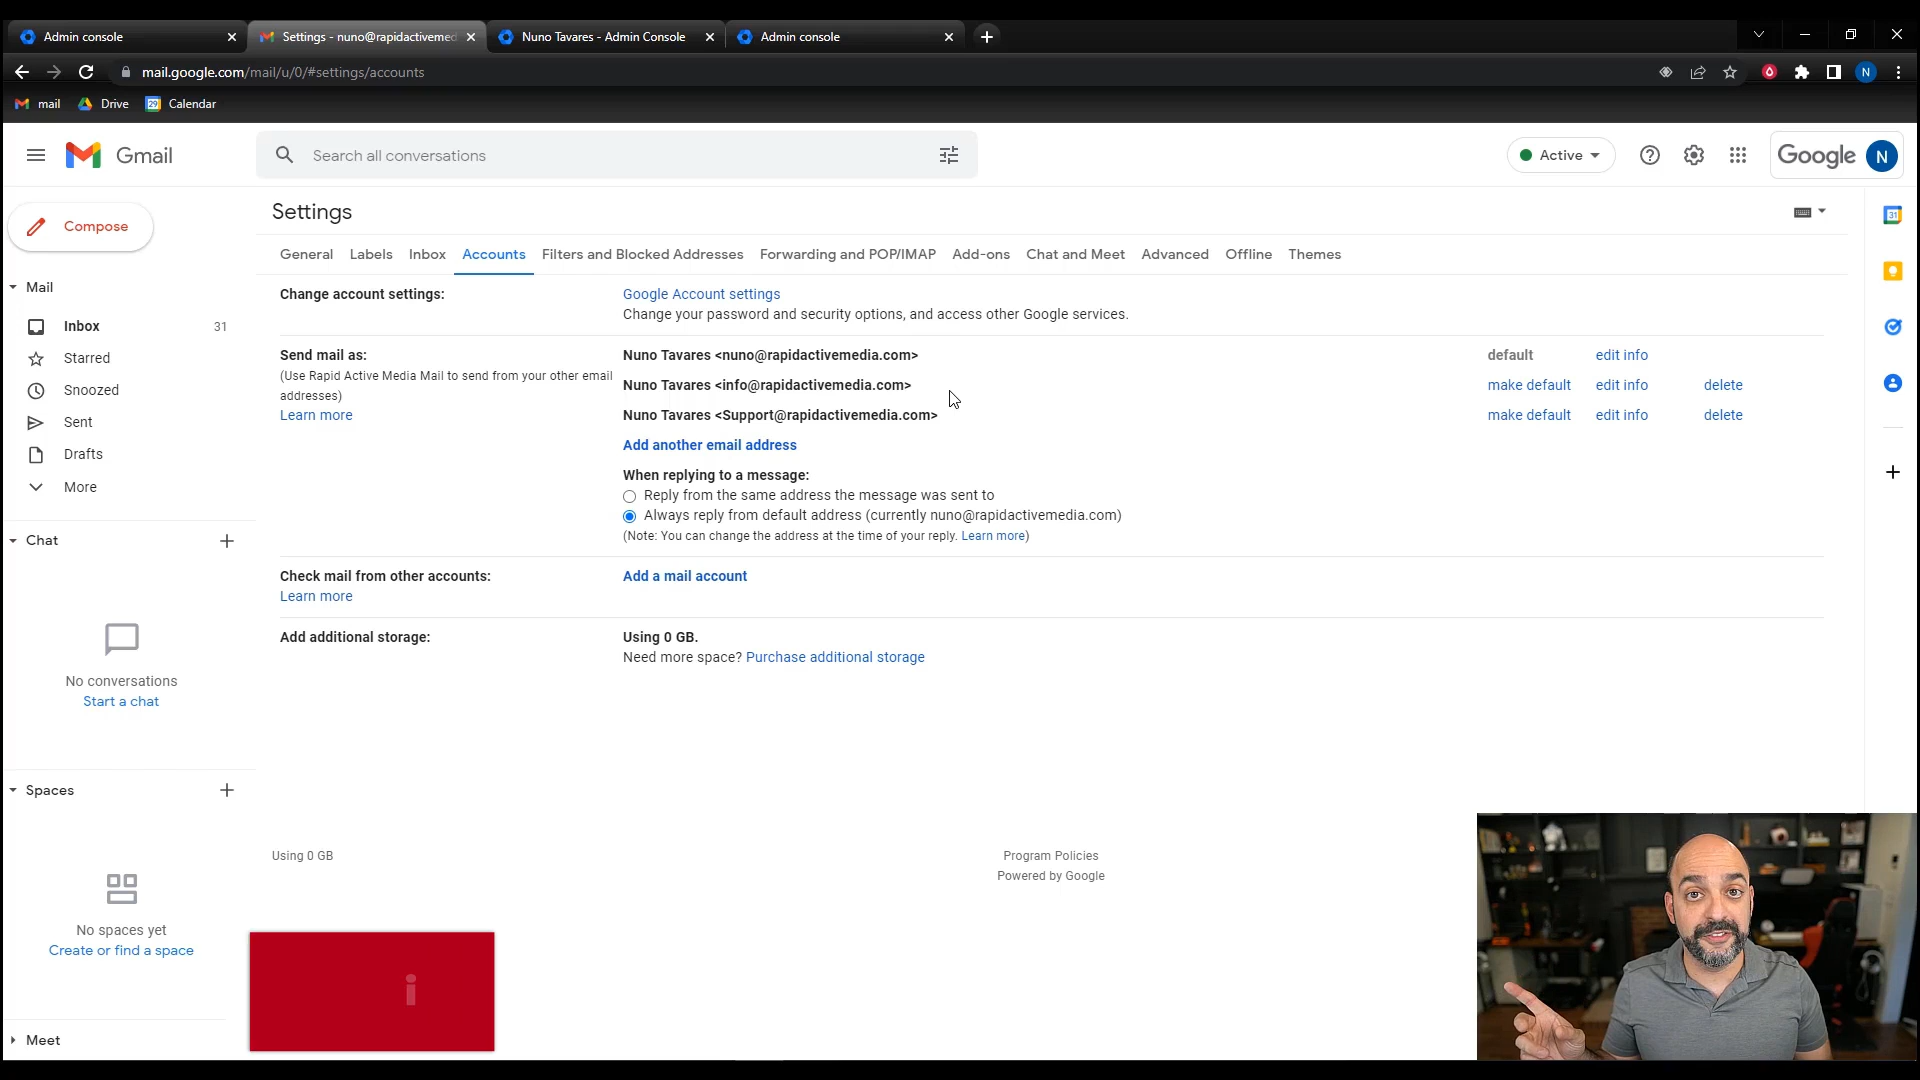 Admin console
Settings - nuno@rapidactivemed
Nuno Tavares - Admin Console
Admin console
mail.google.com/mail/u/0/#settings/accounts
N
mail
Drive
29
Calendar
Gmail
Search all conversations
Active
Google
N
Compose
Settings
31
General
Labels
Inbox
Accounts
Filters and Blocked Addresses
Forwarding and POP/IMAP
Add-ons
Chat and Meet
Advanced
Offline
Themes
Mail
Inbox
31
Starred
Snoozed
Sent
Drafts
More
Change account settings:
Google Account settings
Change your password and security options, and access other Google services.
Send mail as:
(Use Rapid Active Media Mail to send from your other email
addresses)
Learn more
Nuno Tavares <nuno@rapidactivemedia.com>
default
edit info
Nuno Tavares <info@rapidactivemedia.com>
make default
edit info
delete
Nuno Tavares <Support@rapidactivemedia.com>
make default
edit info
delete
Add another email address
When replying to a message:
Reply from the same address the message was sent to
Always reply from default address (currently nuno@rapidactivemedia.com)
(Note: You can change the address at the time of your reply. Learn more)
Check mail from other accounts:
Learn more
Add a mail account
Add additional storage:
Using 0 GB.
Need more space? Purchase additional storage
Chat
No conversations
Start a chat
Spaces
No spaces yet
Create or find a space
Meet
Using 0 GB
Program Policies
Powered by Google
i